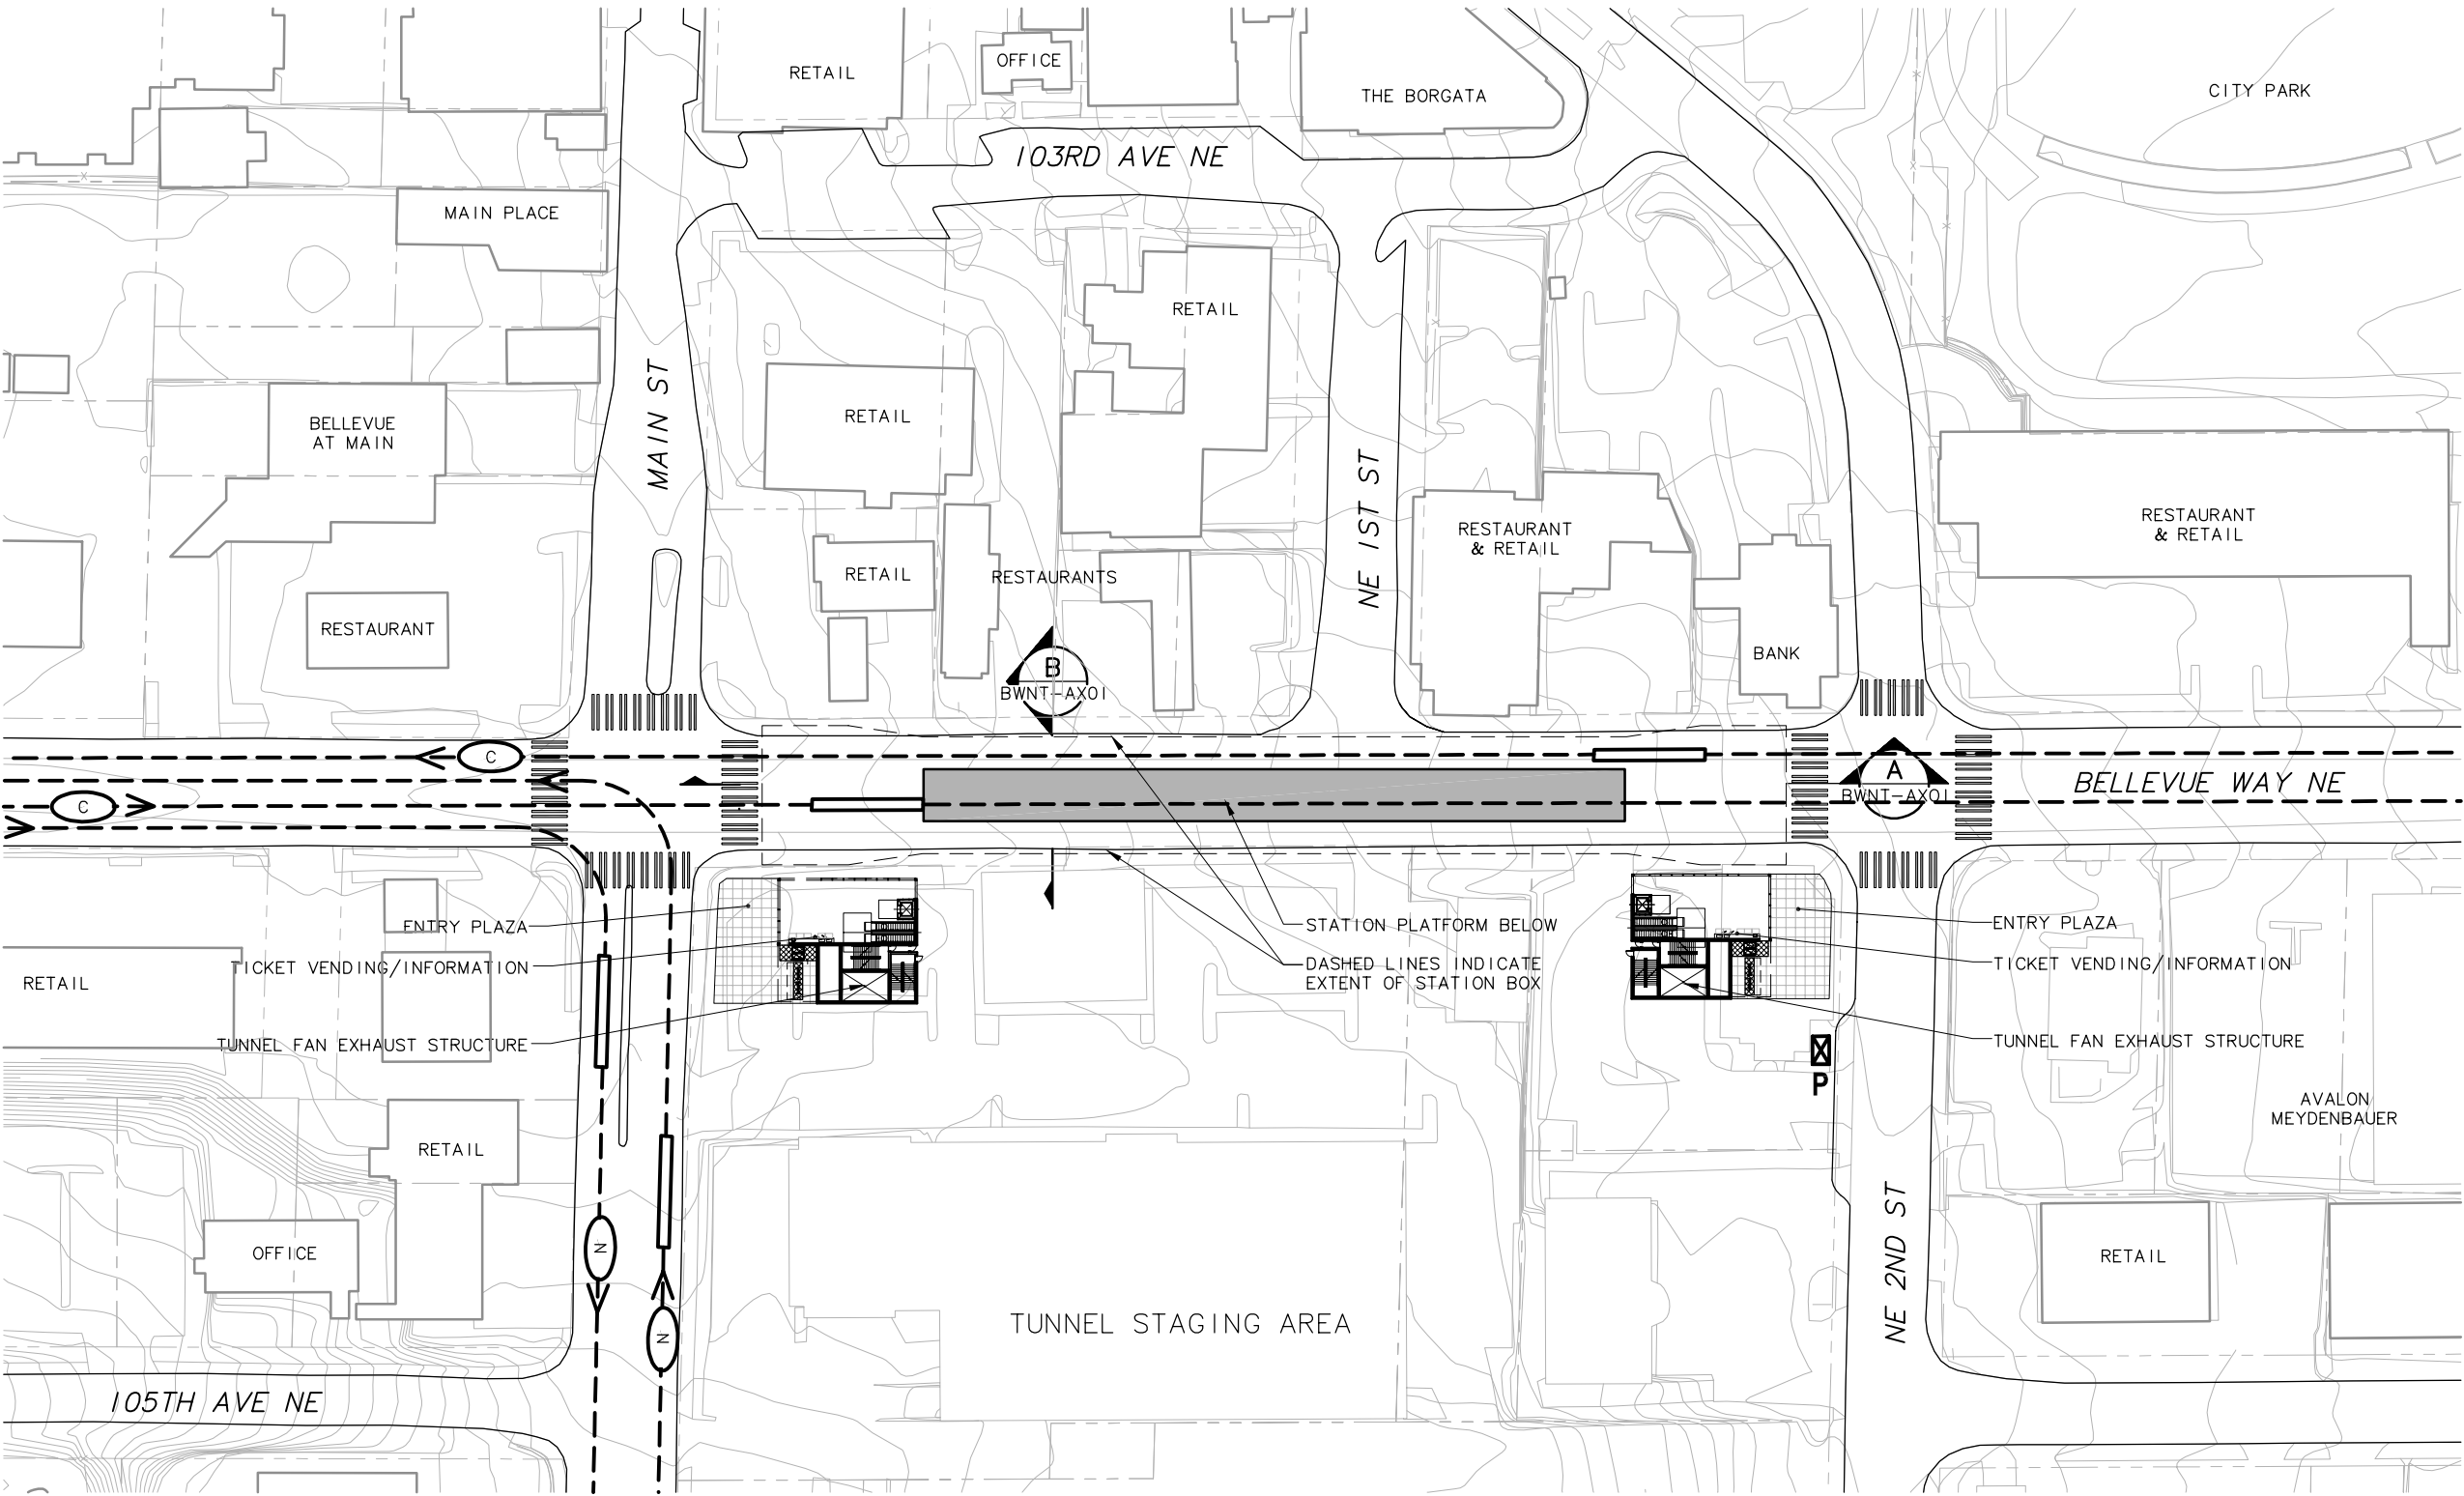 RETAIL
OFFICE
THE BORGATA
CITY PARK
103RD AVE NE
MAIN PLACE
RETAIL
MAIN ST
BELLEVUE
AT MAIN
RETAIL
NE 1ST ST
RESTAURANT
& RETAIL
RESTAURANT
& RETAIL
RETAIL
RESTAURANTS
RESTAURANT
BANK
B
BWNT-AX01
C
C
A
BWNT-AX01
BELLEVUE WAY NE
ENTRY PLAZA
TICKET VENDING/INFORMATION
TUNNEL FAN EXHAUST STRUCTURE
STATION PLATFORM BELOW
DASHED LINES INDICATE
EXTENT OF STATION BOX
ENTRY PLAZA
TICKET VENDING/INFORMATION
TUNNEL FAN EXHAUST STRUCTURE
RETAIL
P
AVALON
MEYDENBAUER
RETAIL
OFFICE
N
N
NE 2ND ST
RETAIL
TUNNEL STAGING AREA
105TH AVE NE